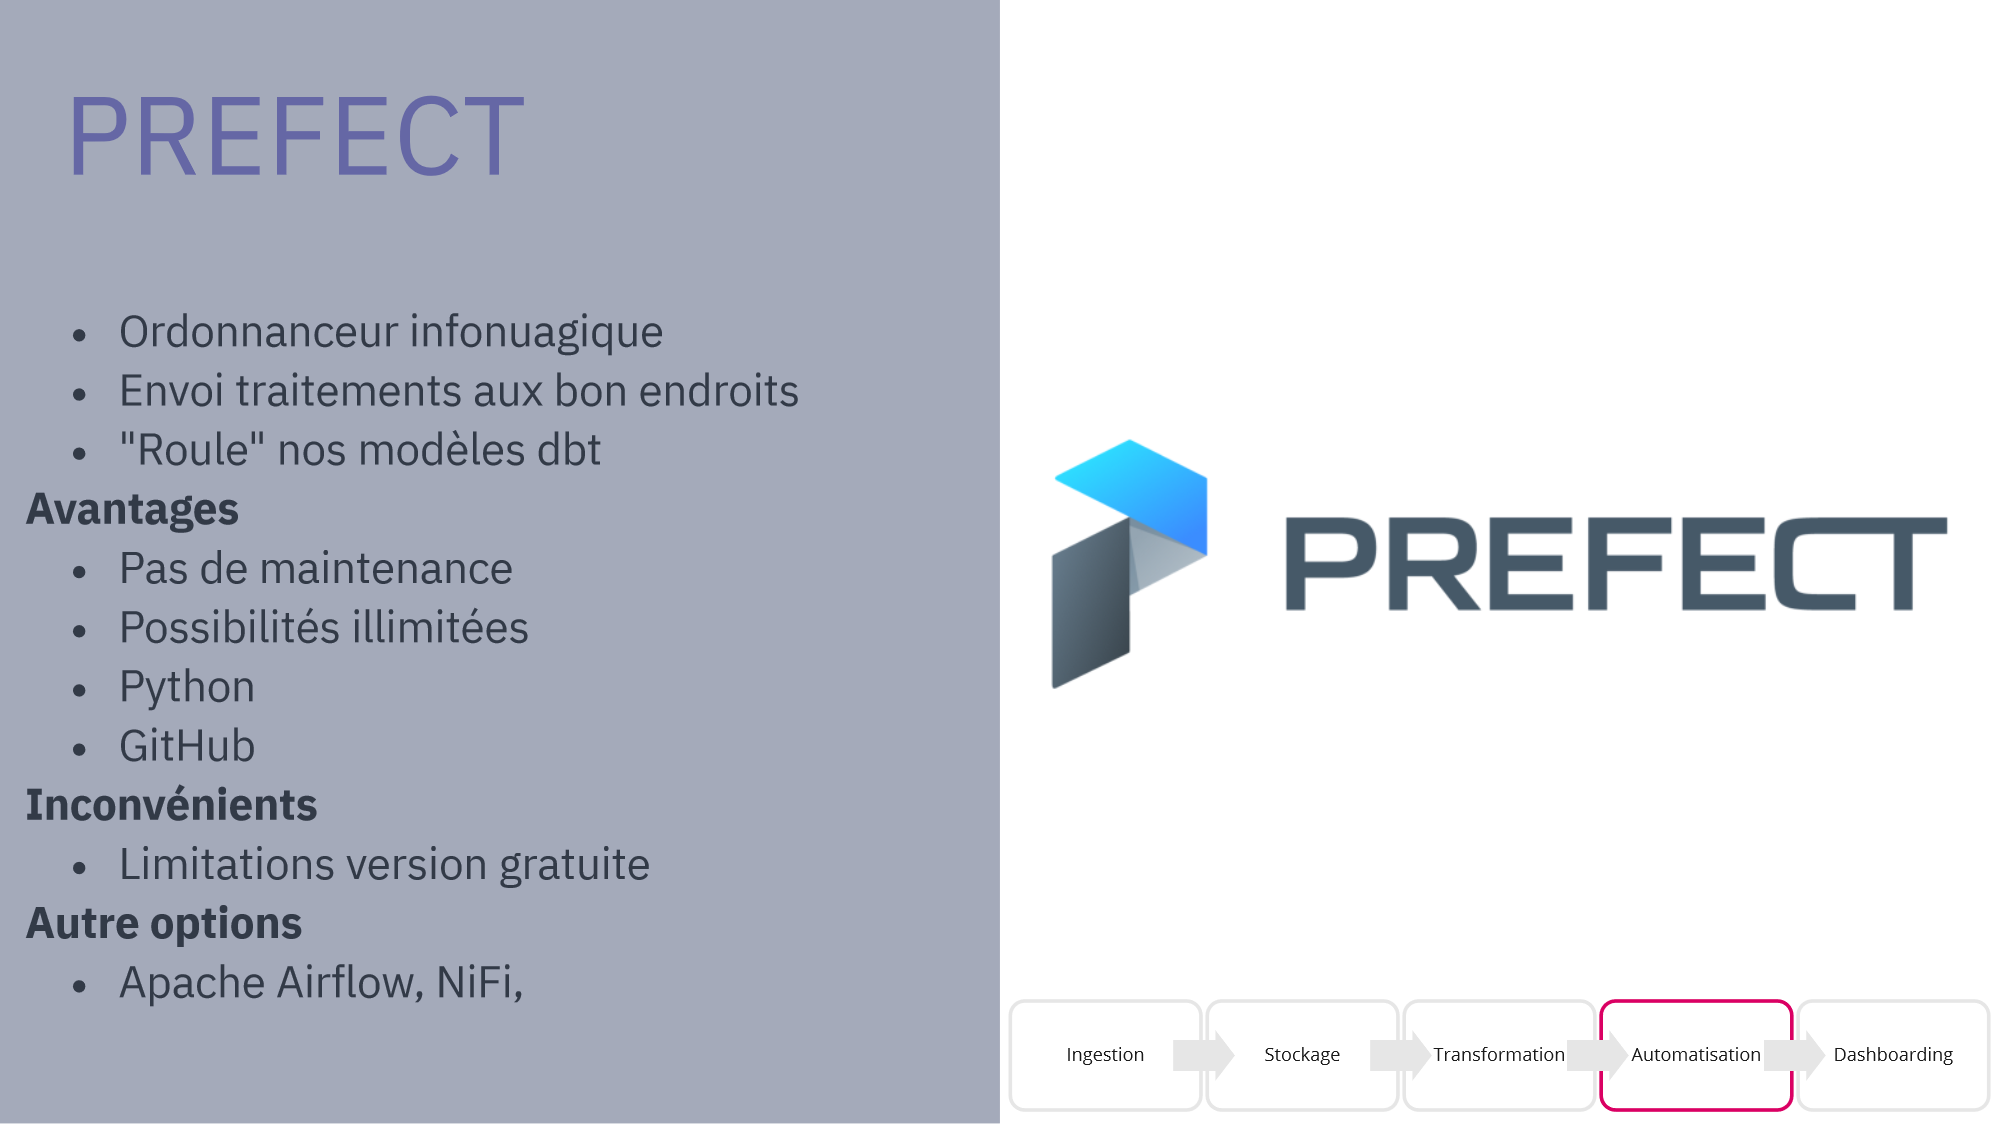 PREFECT
• Ordonnanceur infonuagique
• Envoi traitements aux bon endroits
• "Roule" nos modèles dbt
Avantages
• Pas de maintenance
• Possibilités illimitées
• Python
• GitHub
Inconvénients
• Limitations version gratuite
Autre options
• Apache Airflow, NiFi,
PREFECT
Ingestion
Stockage
Transformation
Automatisation
Dashboarding